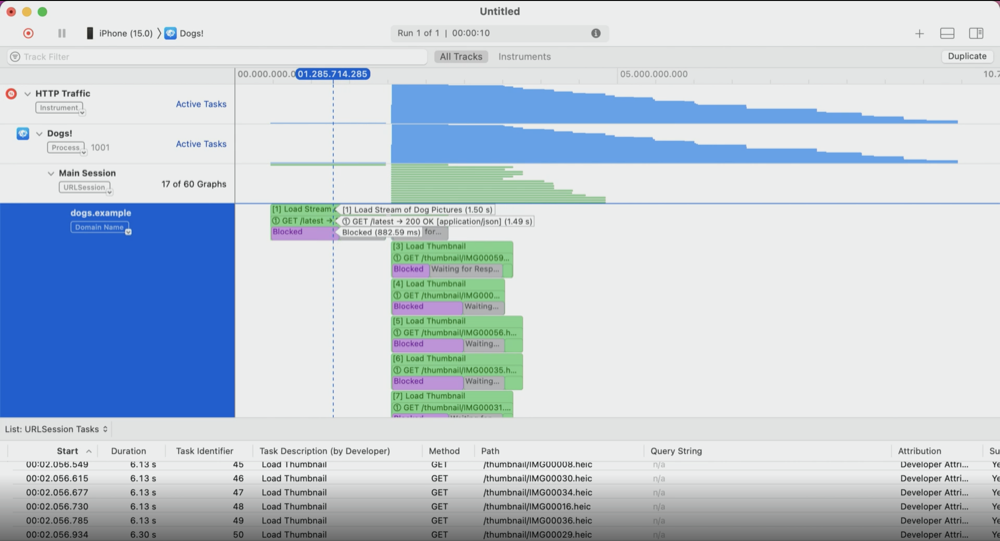 Untitled
iPhone (15.0) 〉 Dogs!
Run 1 of 1 | 00:00:10
Track Filter
All Tracks Instruments
Duplicate
00.000.000.0 01.285.714.285 05.000.000.000 10.7
HTTP Traffic
Instrument
Active Tasks
Dogs!
Process 1001
Active Tasks
Main Session
URLSession
17 of 60 Graphs
dogs.example
Domain Name
[1] Load Stream [1] Load Stream of Dog Pictures (1.50 s)
① GET /latest → ① GET /latest → 200 OK [application/json] (1.49 s)
Blocked Blocked (882.59 ms) for...
[3] Load Thumbnail
① GET /thumbnail/IMG00059...
Blocked Waiting for Resp...
[4] Load Thumbnail
① GET /thumbnail/IMG000...
Blocked Waiting...
[5] Load Thumbnail
① GET /thumbnail/IMG00056.h...
Blocked Waiting...
[6] Load Thumbnail
① GET /thumbnail/IMG00035.h...
Blocked Waiting...
[7] Load Thumbnail
① GET /thumbnail/IMG00031....
List: URLSession Tasks
Start Duration Task Identifier Task Description (by Developer) Method Path Query String Attribution Su
00:02.056.549 6.13 s 45 Load Thumbnail GET /thumbnail/IMG00008.heic n/a Developer Attri... Ye
00:02.056.615 6.13 s 46 Load Thumbnail GET /thumbnail/IMG00030.heic n/a Developer Attri... Ye
00:02.056.677 6.13 s 47 Load Thumbnail GET /thumbnail/IMG00034.heic n/a Developer Attri... Ye
00:02.056.730 6.13 s 48 Load Thumbnail GET /thumbnail/IMG00016.heic n/a Developer Attri... Ye
00:02.056.785 6.13 s 49 Load Thumbnail GET /thumbnail/IMG00036.heic n/a Developer Attri... Ye
00:02.056.934 6.30 s 50 Load Thumbnail GET /thumbnail/IMG00029.heic n/a Developer Attri... Ye